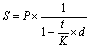 S = P × 1 / (1 − t/K × d)